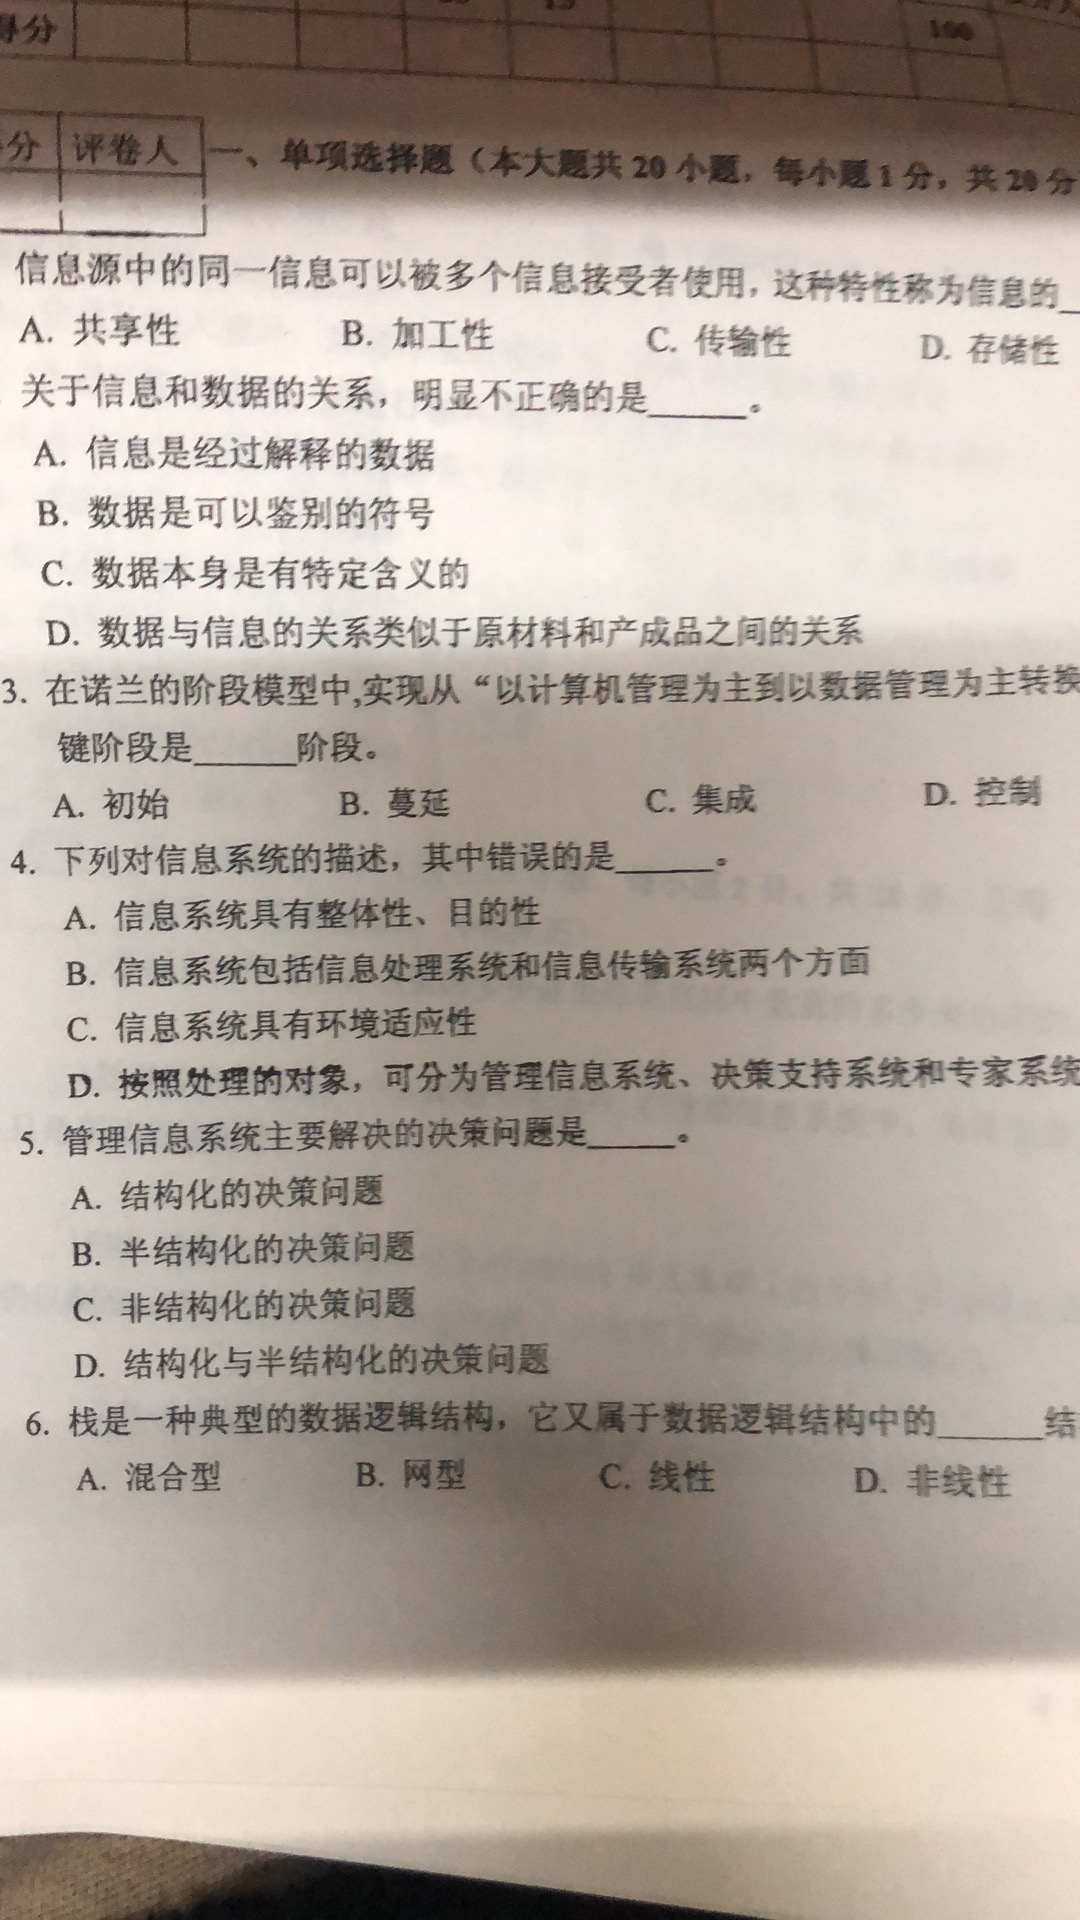 得分
100
分 评卷人
一、单项选择题（本大题共 20 小题，每小题 1 分，共 20 分
信息源中的同一信息可以被多个信息接受者使用，这种特性称为信息的
A. 共享性 B. 加工性 C. 传输性 D. 存储性
关于信息和数据的关系，明显不正确的是______。
A. 信息是经过解释的数据
B. 数据是可以鉴别的符号
C. 数据本身是有特定含义的
D. 数据与信息的关系类似于原材料和产成品之间的关系
3. 在诺兰的阶段模型中,实现从“以计算机管理为主到以数据管理为主转换
键阶段是______阶段。
A. 初始 B. 蔓延 C. 集成 D. 控制
4. 下列对信息系统的描述，其中错误的是______。
A. 信息系统具有整体性、目的性
B. 信息系统包括信息处理系统和信息传输系统两个方面
C. 信息系统具有环境适应性
D. 按照处理的对象，可分为管理信息系统、决策支持系统和专家系统
5. 管理信息系统主要解决的决策问题是______。
A. 结构化的决策问题
B. 半结构化的决策问题
C. 非结构化的决策问题
D. 结构化与半结构化的决策问题
6. 栈是一种典型的数据逻辑结构，它又属于数据逻辑结构中的______结
A. 混合型 B. 网型 C. 线性 D. 非线性